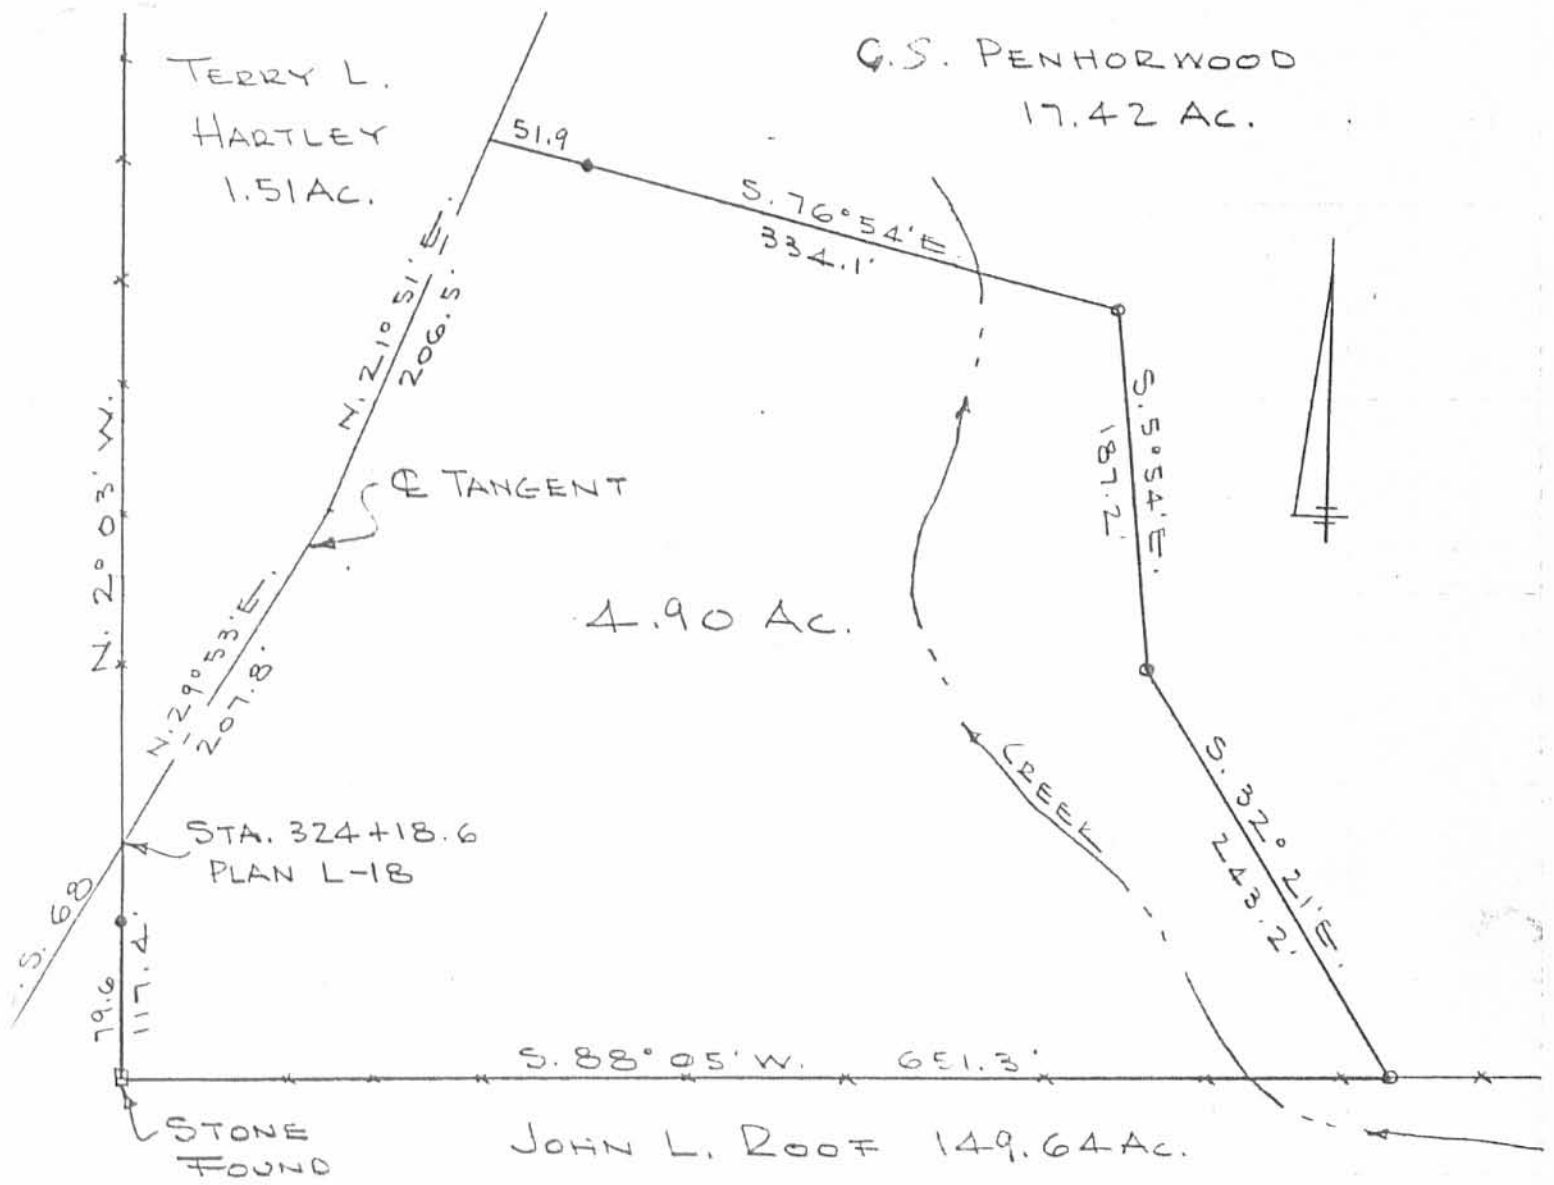 TERRY L.
HARTLEY
1.51 AC.
G.S. PENHORWOOD
17.42 AC.
51.9
S. 76° 54' E.
334.1'
N. 21° 51' E.
206.5'
S. 5° 54' E.
187.2'
℄ TANGENT
N. 2° 03' W.
N. 29° 53' E.
207.8'
4.90 AC.
CREEK
S. 32° 21' E.
243.2'
STA. 324+18.6
PLAN L-18
S. 68
79.6
117.4'
S. 88° 05' W. 651.3'
STONE
FOUND
JOHN L. ROOF 149.64 AC.